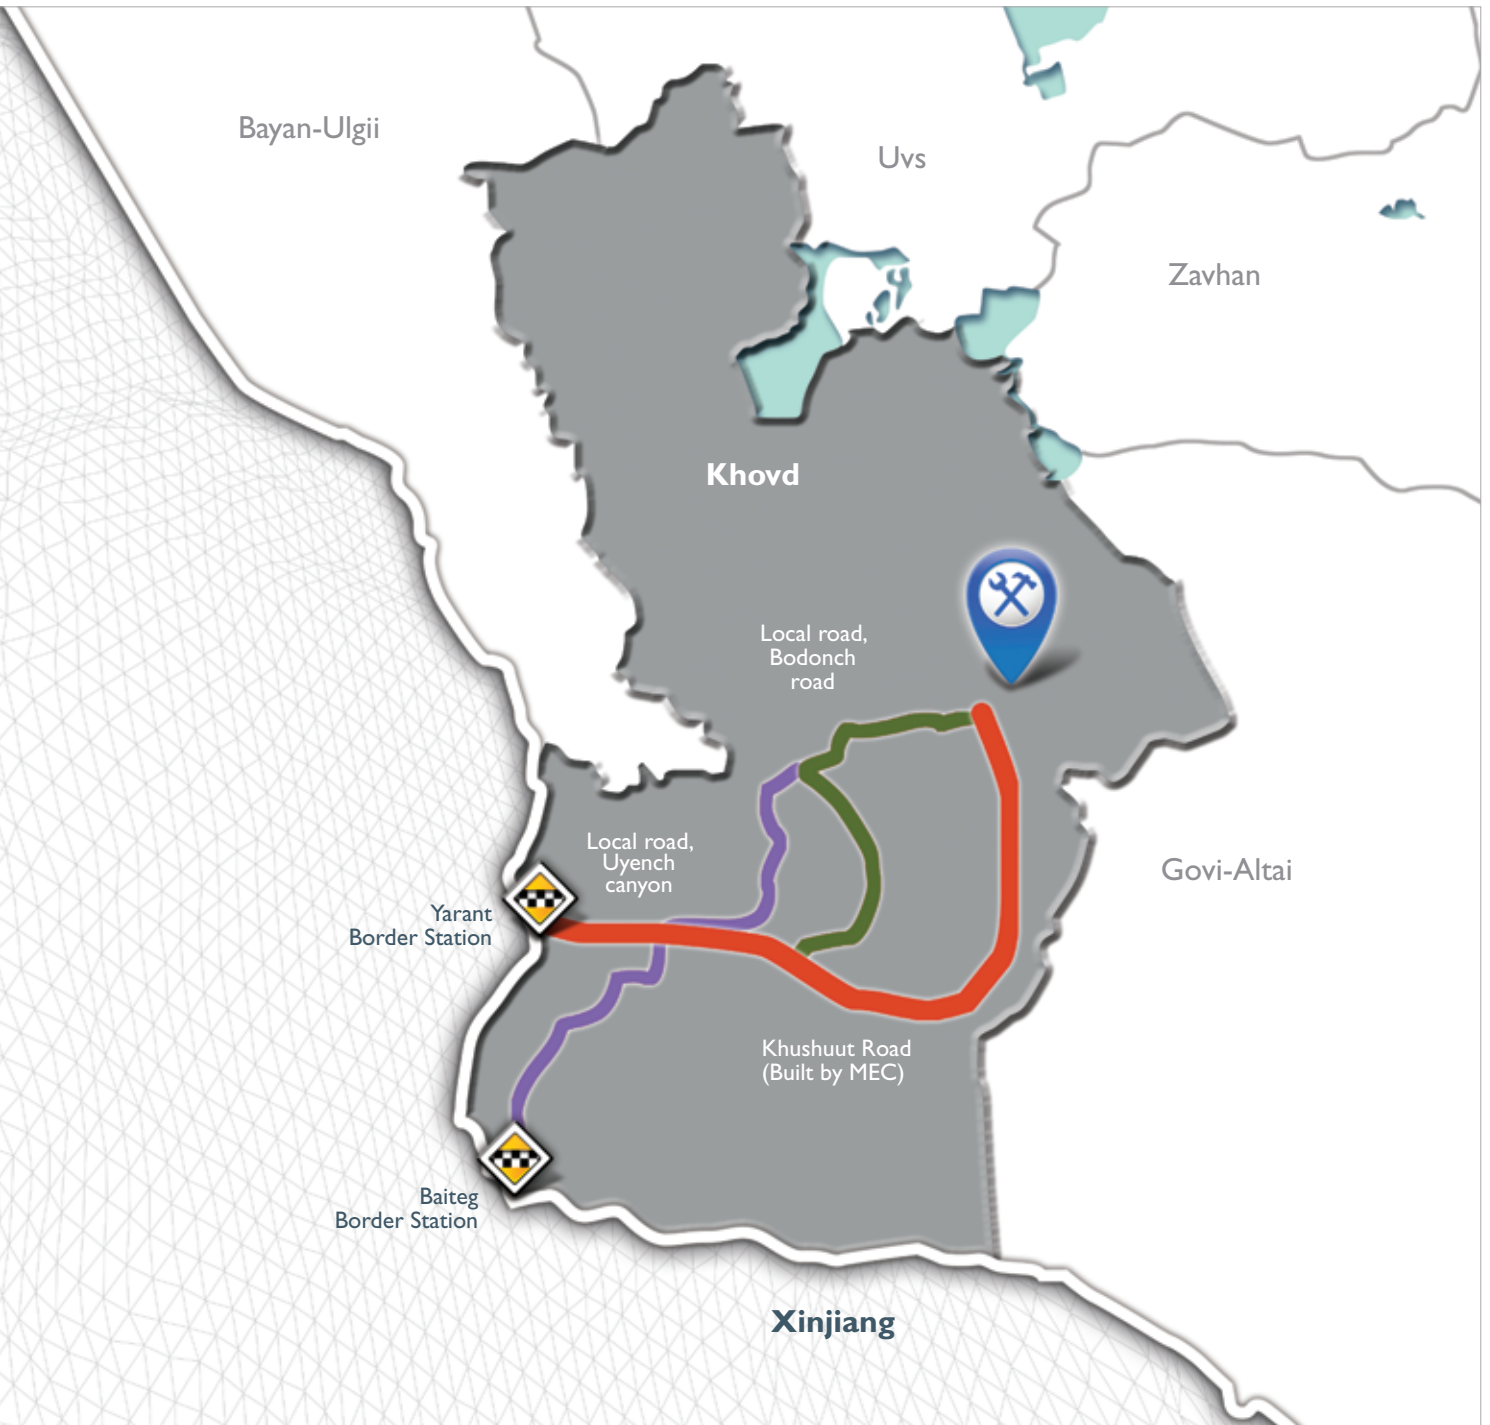 Bayan-Ulgii
Uvs
Zavhan
Khovd
Local road,
Bodonch
road
Local road,
Uyench
canyon
Govi-Altai
Yarant
Border Station
Khushuut Road
(Built by MEC)
Baiteg
Border Station
Xinjiang